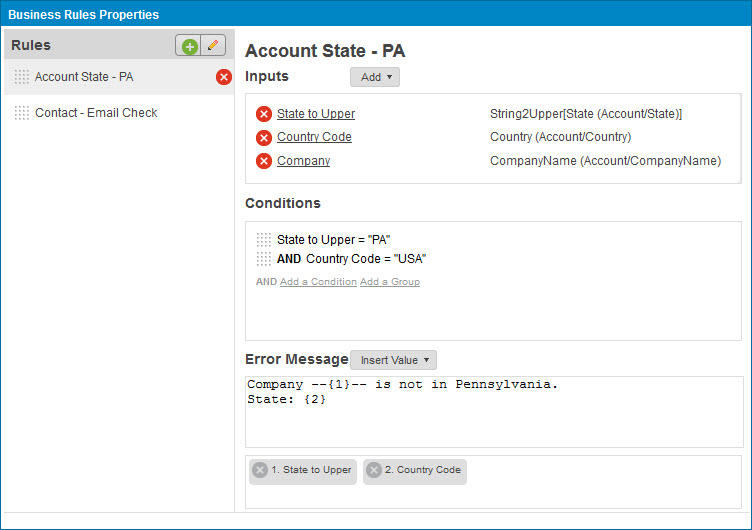 Business Rules Properties
Rules
Account State - PA
Contact - Email Check
Account State - PA
Inputs Add
State to Upper String2Upper[State (Account/State)]
Country Code Country (Account/Country)
Company CompanyName (Account/CompanyName)
Conditions
State to Upper = "PA"
AND Country Code = "USA"
AND Add a Condition Add a Group
Error Message Insert Value
Company --{1}-- is not in Pennsylvania.
State: {2}
1. State to Upper 2. Country Code